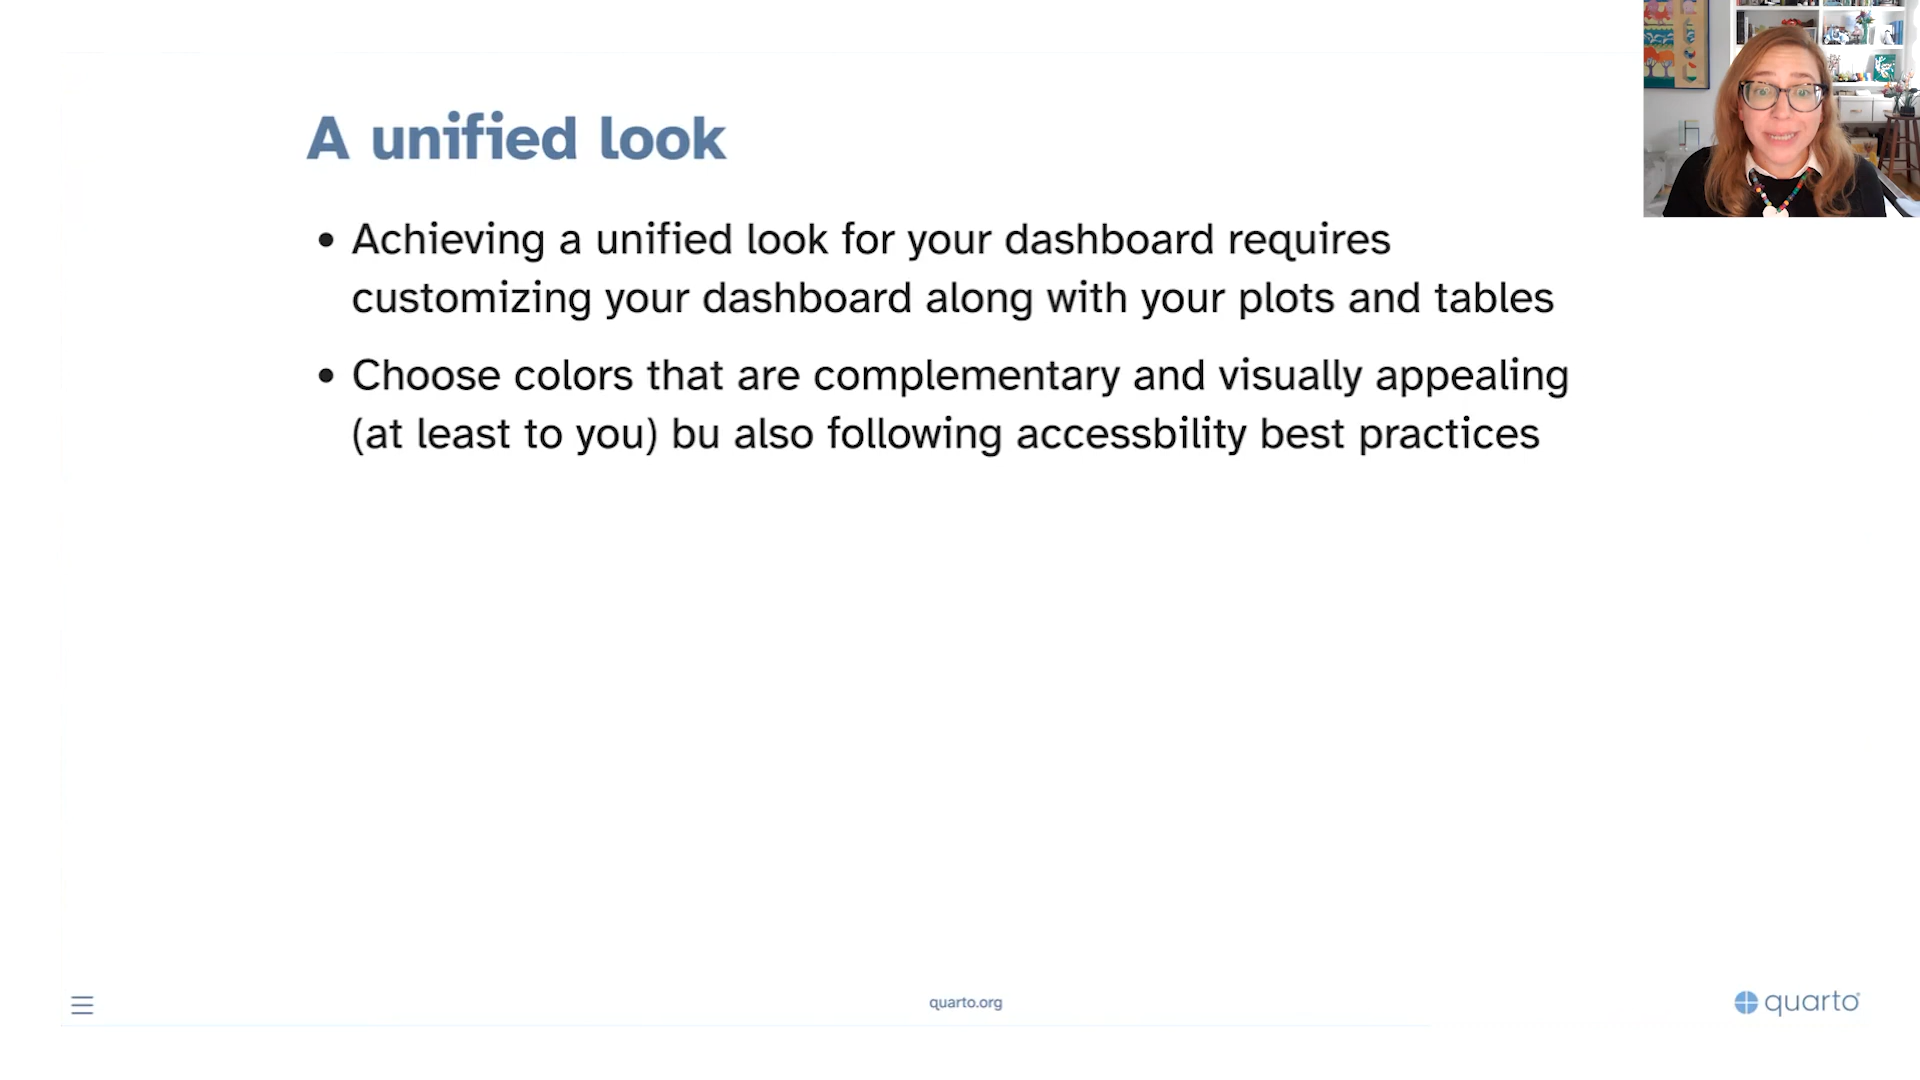 A unified look
• Achieving a unified look for your dashboard requires
customizing your dashboard along with your plots and tables
• Choose colors that are complementary and visually appealing
(at least to you) bu also following accessbility best practices
quarto.org
quarto